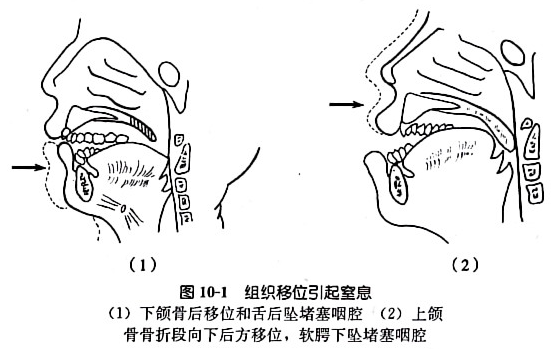 (1)
(2)
图 10-1 组织移位引起窒息
(1) 下颌骨后移位和舌后坠堵塞咽腔 (2) 上颌
骨骨折段向下后方移位，软腭下坠堵塞咽腔